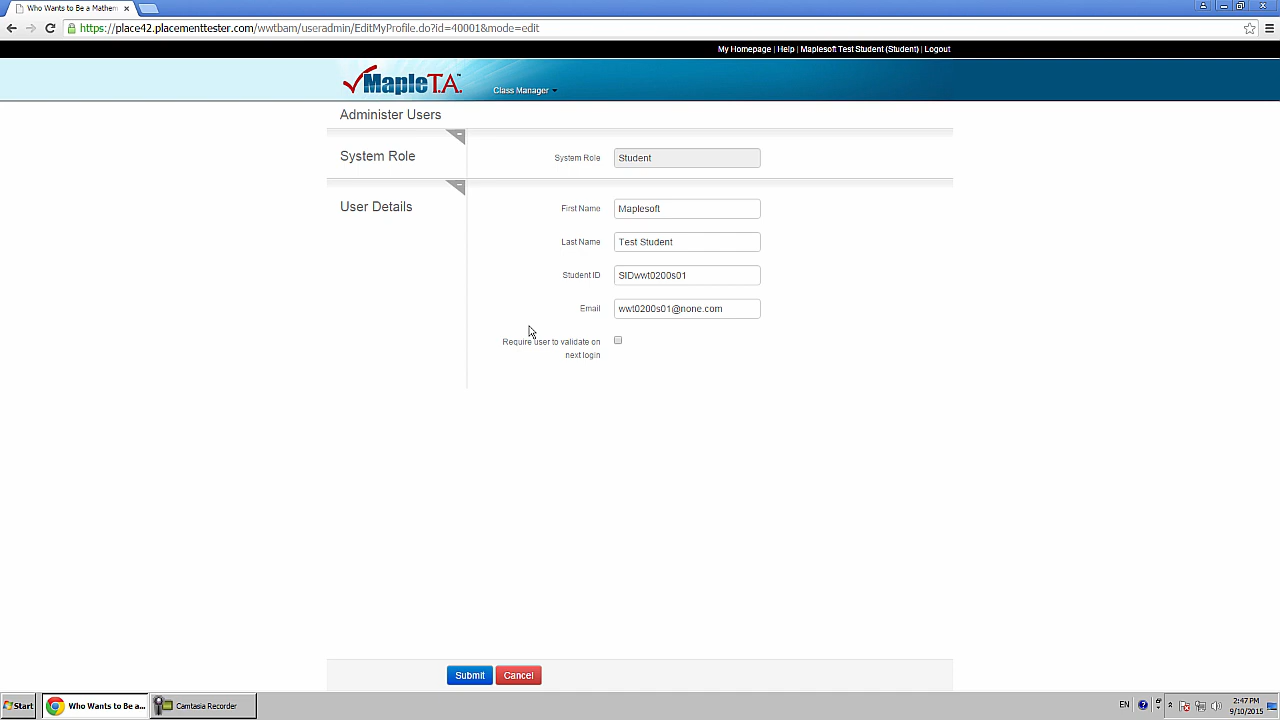 Who Wants to Be a Mathem
https://place42.placementtester.com/wwtbam/useradmin/EditMyProfile.do?id=40001&mode=edit
My Homepage | Help | Maplesoft Test Student (Student) | Logout
MapleT.A.™
Class Manager
Administer Users
System Role
System Role
Student
User Details
First Name
Maplesoft
Last Name
Test Student
Student ID
SIDwwt0200s01
Email
wwt0200s01@none.com
Require user to validate on
next login
Submit
Cancel
Start
Who Wants to Be a...
Camtasia Recorder
EN
2:47 PM
9/10/2015